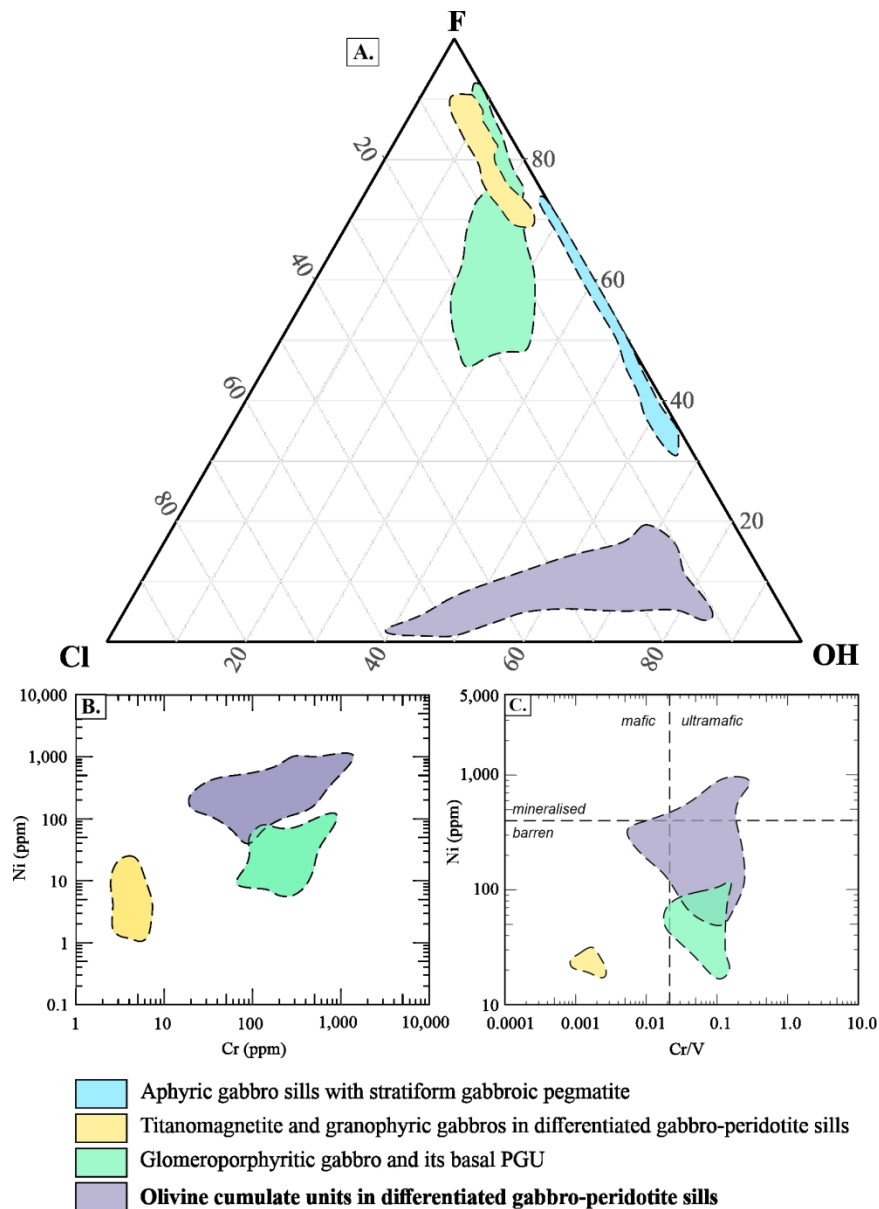 F
A.
20
80
40
60
60
40
80
20
Cl
20
40
60
80
OH
10,000
1,000
100
10
1
0.1
Ni (ppm)
B.
1
10
100
1,000
10,000
Cr (ppm)
5,000
1,000
100
10
Ni (ppm)
C.
mafic
ultramafic
mineralised
barren
0.0001
0.001
0.01
0.1
1.0
10.0
Cr/V
Aphyric gabbro sills with stratiform gabbroic pegmatite
Titanomagnetite and granophyric gabbros in differentiated gabbro-peridotite sills
Glomeroporphyritic gabbro and its basal PGU
Olivine cumulate units in differentiated gabbro-peridotite sills